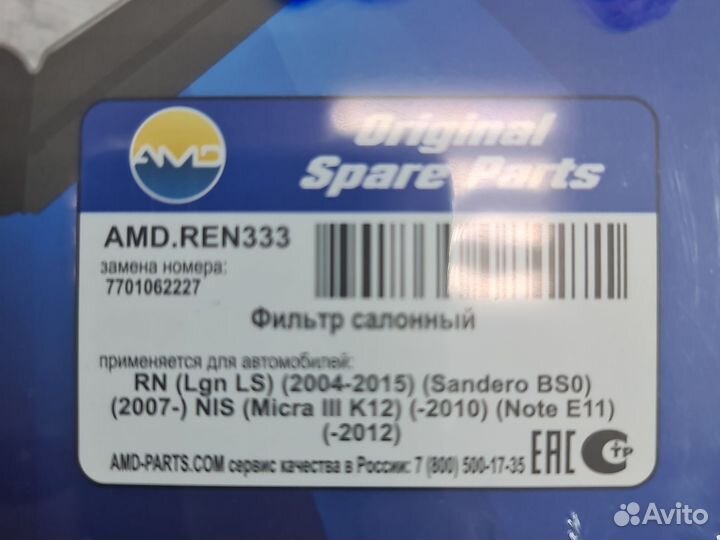 AMD
Original
Spare Parts
AMD.REN333
замена номера:
7701062227
Фильтр салонный
применяется для автомобилей:
RN (Lgn LS) (2004-2015) (Sandero BS0)
(2007-) NIS (Micra III K12) (-2010) (Note E11)
(-2012)
AMD-PARTS.COM сервис качества в России: 7 (800) 500-17-35
EAC
СТР
Avito